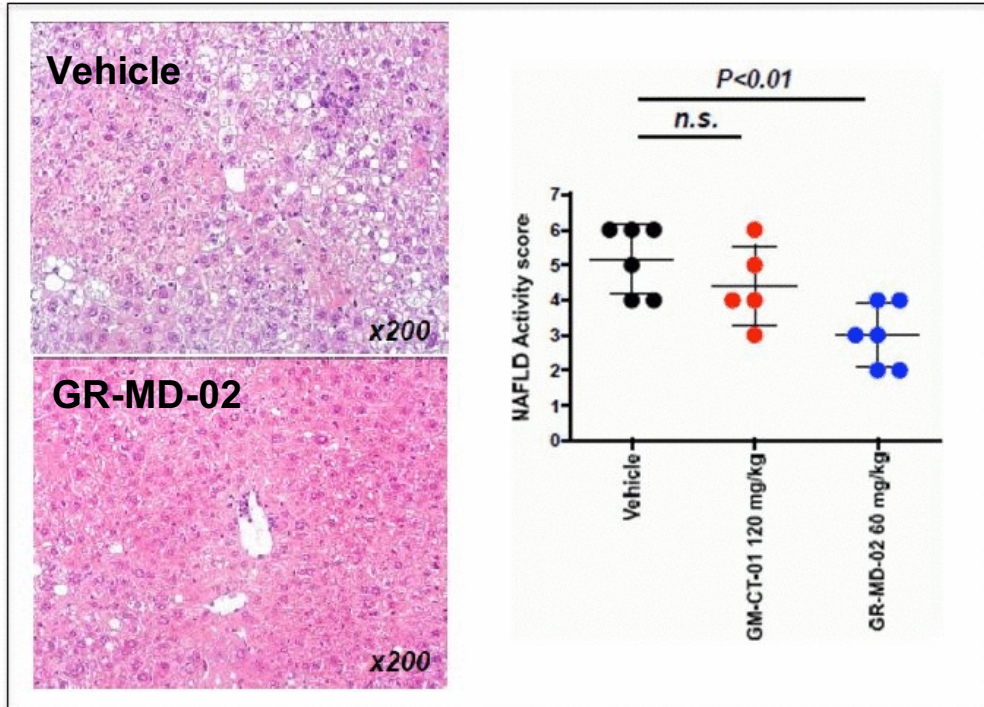 Vehicle
x200
GR-MD-02
x200
P<0.01
n.s.
NAFLD Activity score
7
6
5
4
3
2
1
0
Vehicle
GM-CT-01 120 mg/kg
GR-MD-02 60 mg/kg